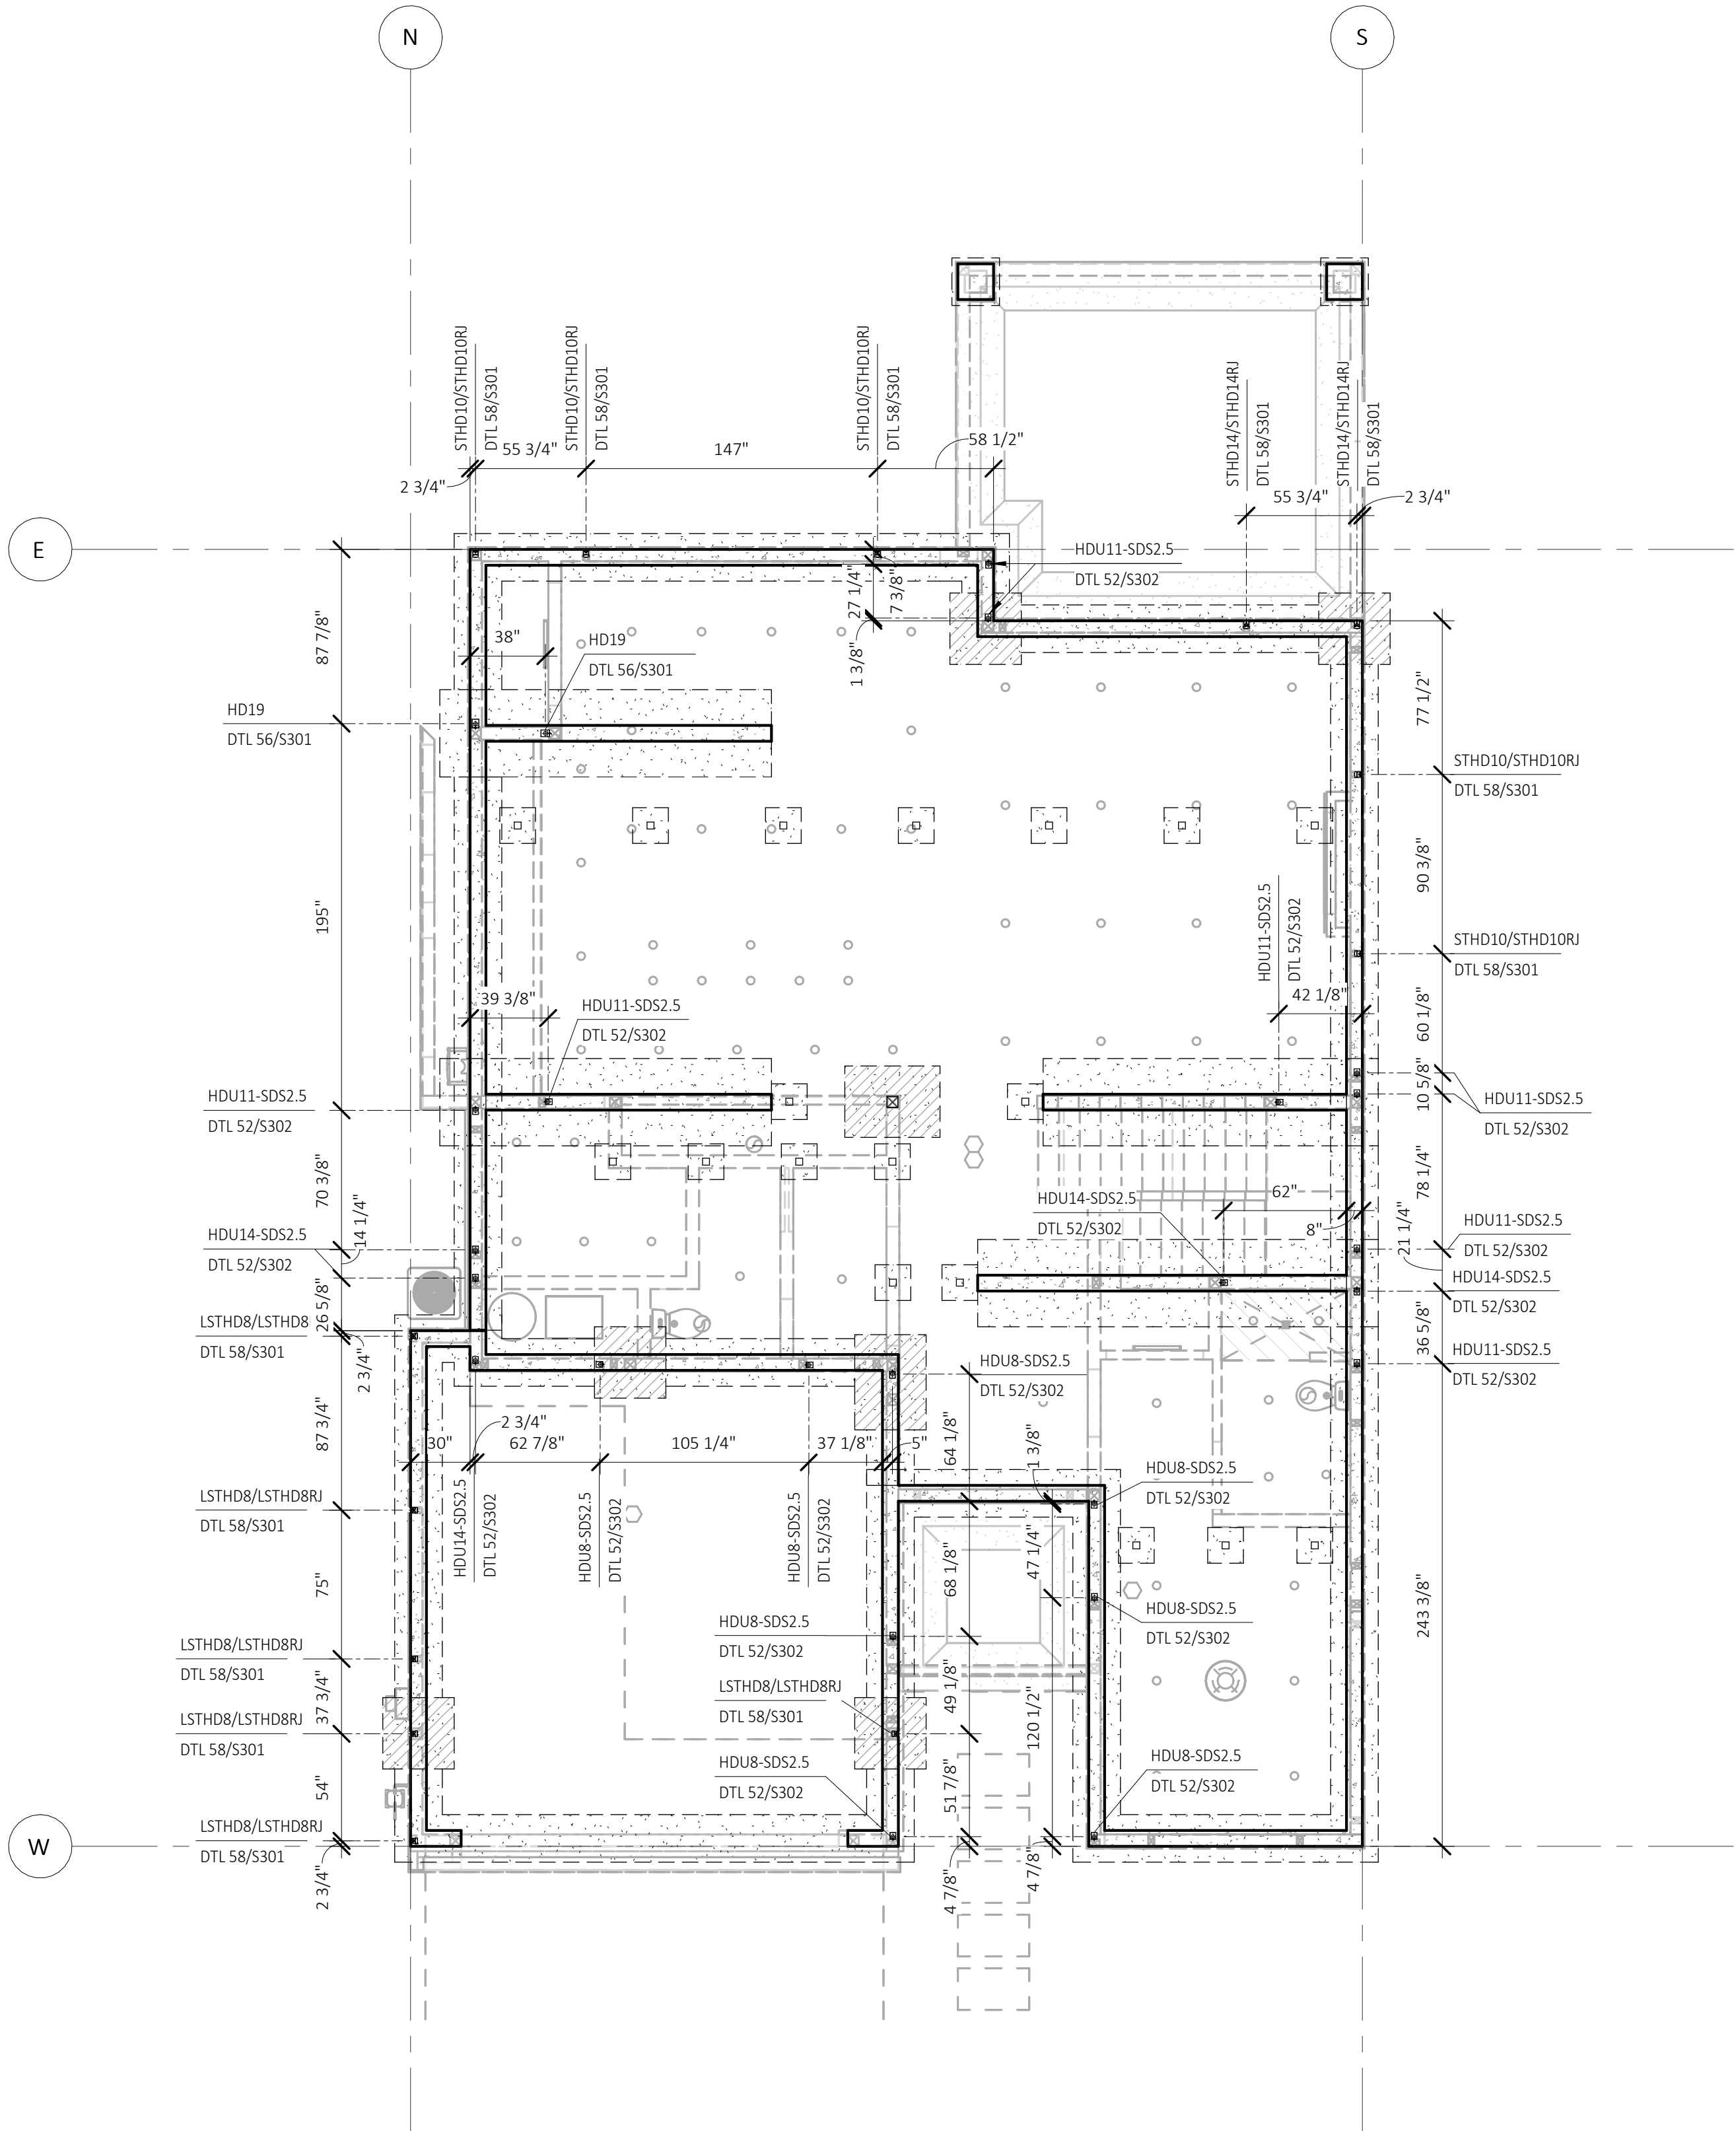 N
S
STHD10/STHD10RJ
DTL 58/S301
STHD10/STHD10RJ
DTL 58/S301
STHD10/STHD10RJ
DTL 58/S301
STHD14/STHD14RJ
DTL 58/S301
STHD14/STHD14RJ
DTL 58/S301
55 3/4"
147"
58 1/2"
2 3/4"
55 3/4"
2 3/4"
E
HDU11-SDS2.5
DTL 52/S302
87 7/8"
27 1/4"
7 3/8"
1 3/8"
38"
HD19
DTL 56/S301
HD19
DTL 56/S301
77 1/2"
STHD10/STHD10RJ
DTL 58/S301
195"
90 3/8"
HDU11-SDS2.5
DTL 52/S302
STHD10/STHD10RJ
DTL 58/S301
39 3/8"
HDU11-SDS2.5
DTL 52/S302
42 1/8"
60 1/8"
10 5/8"
HDU11-SDS2.5
DTL 52/S302
HDU11-SDS2.5
DTL 52/S302
70 3/8"
14 1/4"
78 1/4"
HDU14-SDS2.5
DTL 52/S302
62"
8"
21 1/4"
HDU14-SDS2.5
DTL 52/S302
HDU11-SDS2.5
DTL 52/S302
HDU14-SDS2.5
DTL 52/S302
26 5/8"
LSTHD8/LSTHD8
DTL 58/S301
2 3/4"
36 5/8"
HDU11-SDS2.5
DTL 52/S302
HDU8-SDS2.5
DTL 52/S302
87 3/4"
30"
2 3/4"
62 7/8"
105 1/4"
37 1/8"
5"
64 1/8"
1 3/8"
HDU8-SDS2.5
DTL 52/S302
LSTHD8/LSTHD8RJ
DTL 58/S301
HDU14-SDS2.5
DTL 52/S302
HDU8-SDS2.5
DTL 52/S302
HDU8-SDS2.5
DTL 52/S302
75"
68 1/8"
47 1/4"
243 3/8"
HDU8-SDS2.5
DTL 52/S302
HDU8-SDS2.5
DTL 52/S302
LSTHD8/LSTHD8RJ
DTL 58/S301
LSTHD8/LSTHD8RJ
DTL 58/S301
37 3/4"
49 1/8"
120 1/2"
LSTHD8/LSTHD8RJ
DTL 58/S301
HDU8-SDS2.5
DTL 52/S302
HDU8-SDS2.5
DTL 52/S302
54"
51 7/8"
LSTHD8/LSTHD8RJ
DTL 58/S301
W
2 3/4"
4 7/8"
4 7/8"